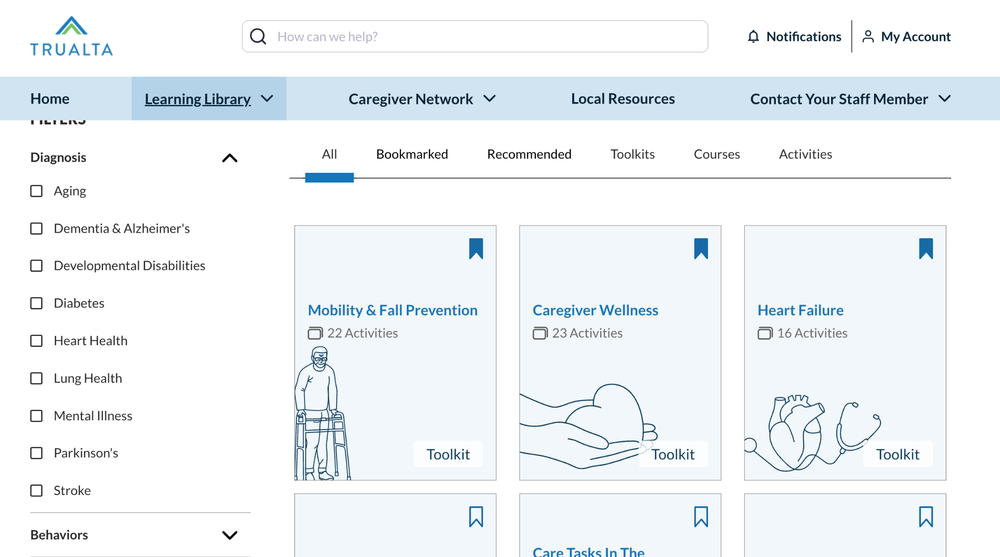 TRUALTA
How can we help?
Notifications
My Account
Home
Learning Library
Caregiver Network
Local Resources
Contact Your Staff Member
FILTERS
Diagnosis
Aging
Dementia & Alzheimer's
Developmental Disabilities
Diabetes
Heart Health
Lung Health
Mental Illness
Parkinson's
Stroke
Behaviors
All
Bookmarked
Recommended
Toolkits
Courses
Activities
Mobility & Fall Prevention
22 Activities
Toolkit
Caregiver Wellness
23 Activities
Toolkit
Heart Failure
16 Activities
Toolkit
Care Tasks In The